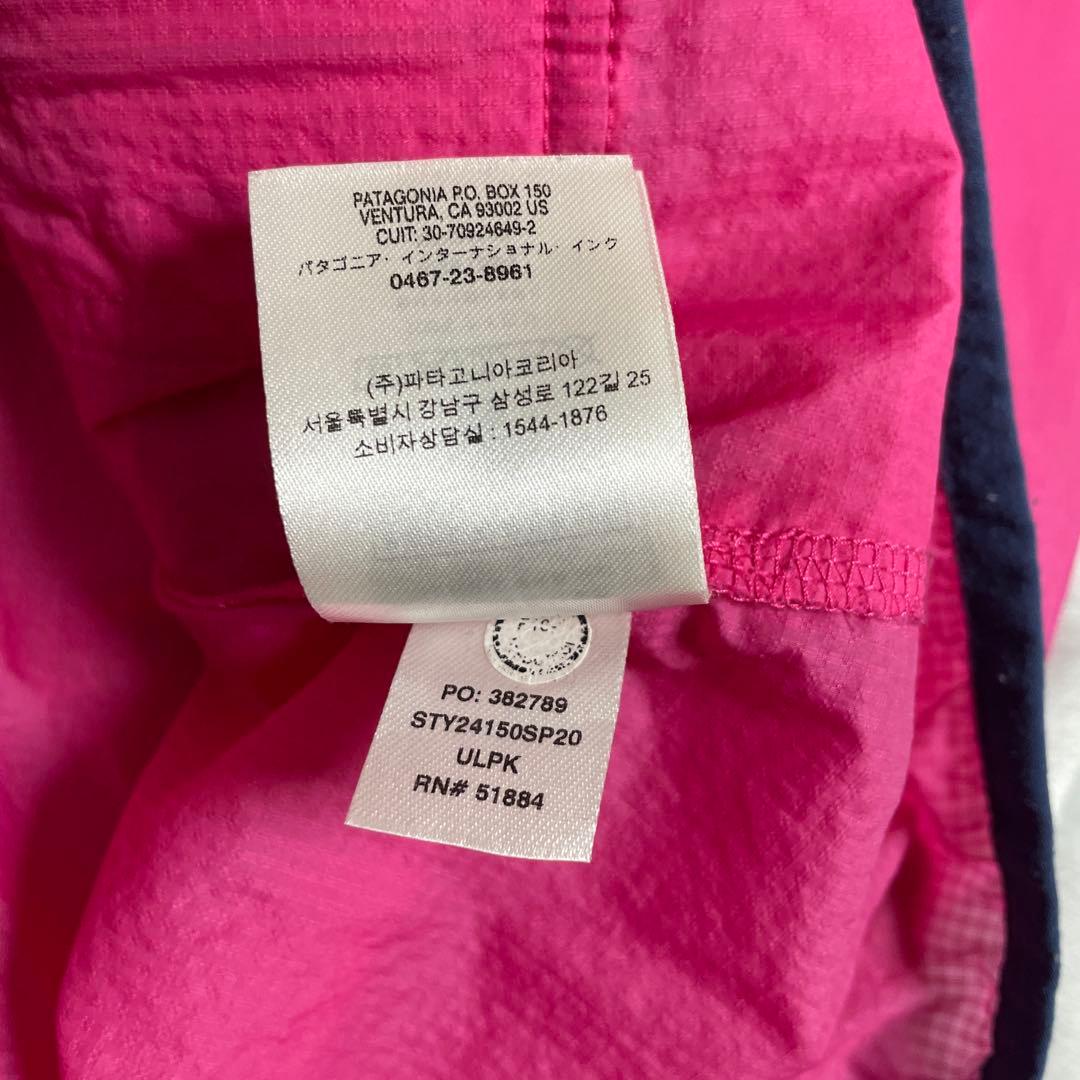 PATAGONIA P.O. BOX 150
VENTURA, CA 93002 US
CUIT: 30-70924649-2
パタゴニア・インターナショナル・インク
0467-23-8961
(주)파타고니아코리아
서울특별시 강남구 삼성로 122길 25
소비자상담실 : 1544-1876
PO: 382789
STY24150SP20
ULPK
RN# 51884